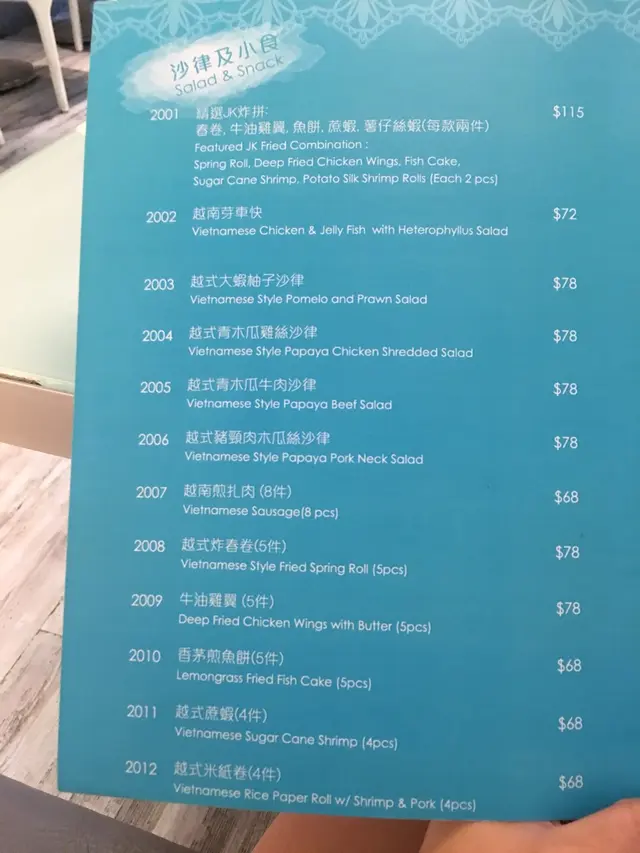 沙律及小食
Salad & Snack
2001 精選JK炸拼: $115
春卷, 牛油雞翼, 魚餅, 蔗蝦, 薯仔絲蝦(每款兩件)
Featured JK Fried Combination :
Spring Roll, Deep Fried Chicken Wings, Fish Cake,
Sugar Cane Shrimp, Potato Silk Shrimp Rolls (Each 2 pcs)
2002 越南芽車快 $72
Vietnamese Chicken & Jelly Fish with Heterophyllus Salad
2003 越式大蝦柚子沙律 $78
Vietnamese Style Pomelo and Prawn Salad
2004 越式青木瓜雞絲沙律 $78
Vietnamese Style Papaya Chicken Shredded Salad
2005 越式青木瓜牛肉沙律 $78
Vietnamese Style Papaya Beef Salad
2006 越式豬頸肉木瓜絲沙律 $78
Vietnamese Style Papaya Pork Neck Salad
2007 越南煎扎肉 (8件) $68
Vietnamese Sausage(8 pcs)
2008 越式炸春卷(5件) $78
Vietnamese Style Fried Spring Roll (5pcs)
2009 牛油雞翼 (5件) $78
Deep Fried Chicken Wings with Butter (5pcs)
2010 香茅煎魚餅(5件) $68
Lemongrass Fried Fish Cake (5pcs)
2011 越式蔗蝦(4件) $68
Vietnamese Sugar Cane Shrimp (4pcs)
2012 越式米紙卷(4件) $68
Vietnamese Rice Paper Roll w/ Shrimp & Pork (4pcs)